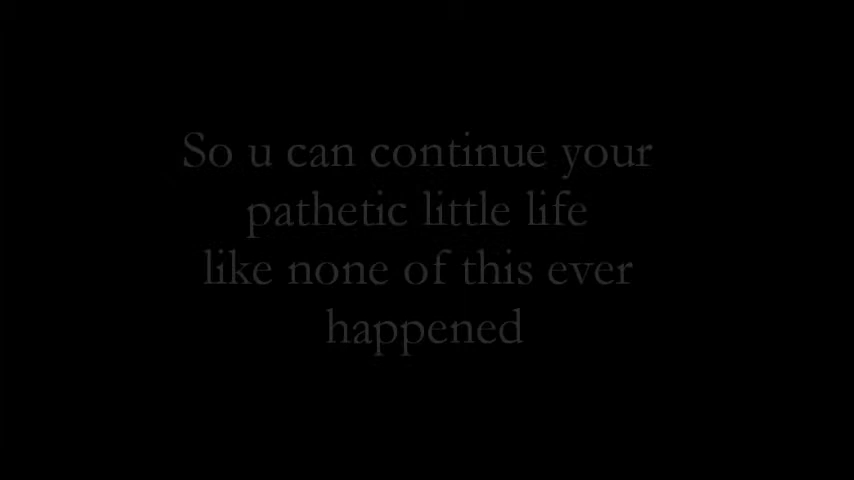 So u can continue your
pathetic little life
like none of this ever
happened